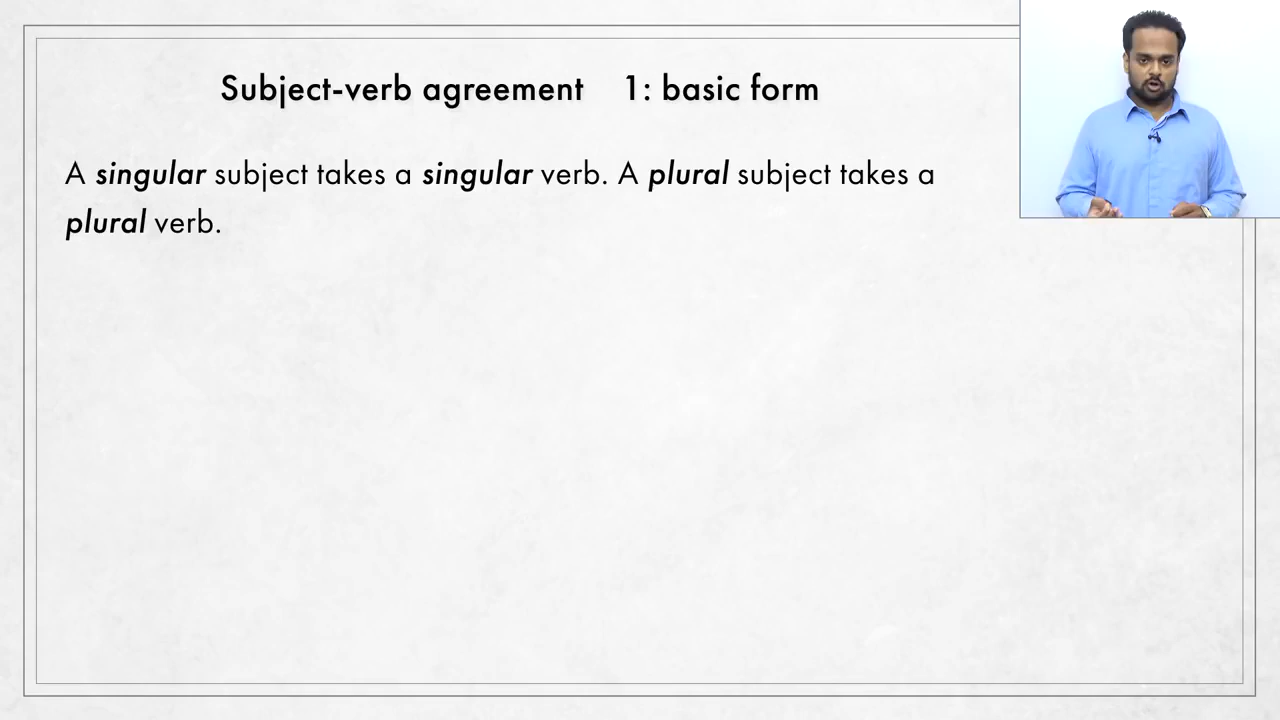 Subject-verb agreement 1: basic form
A singular subject takes a singular verb. A plural subject takes a
plural verb.